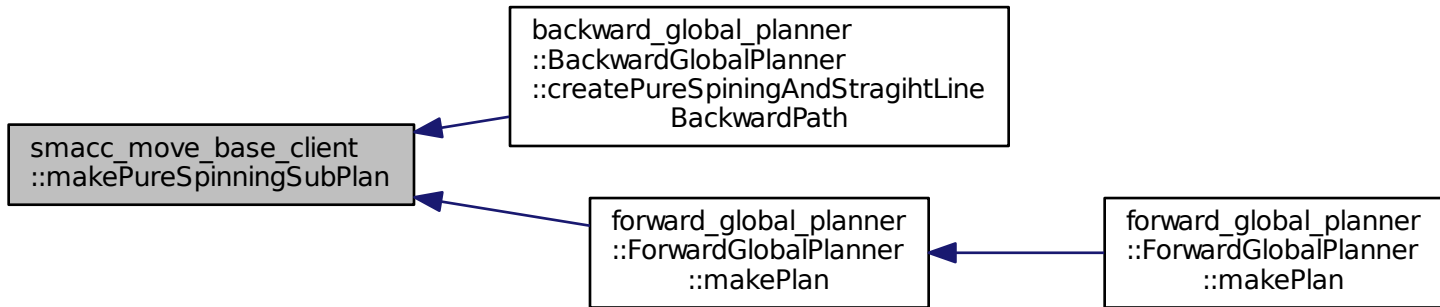 backward_global_planner
::BackwardGlobalPlanner
::createPureSpiningAndStragihtLine
BackwardPath
smacc_move_base_client
::makePureSpinningSubPlan
forward_global_planner
::ForwardGlobalPlanner
::makePlan
forward_global_planner
::ForwardGlobalPlanner
::makePlan